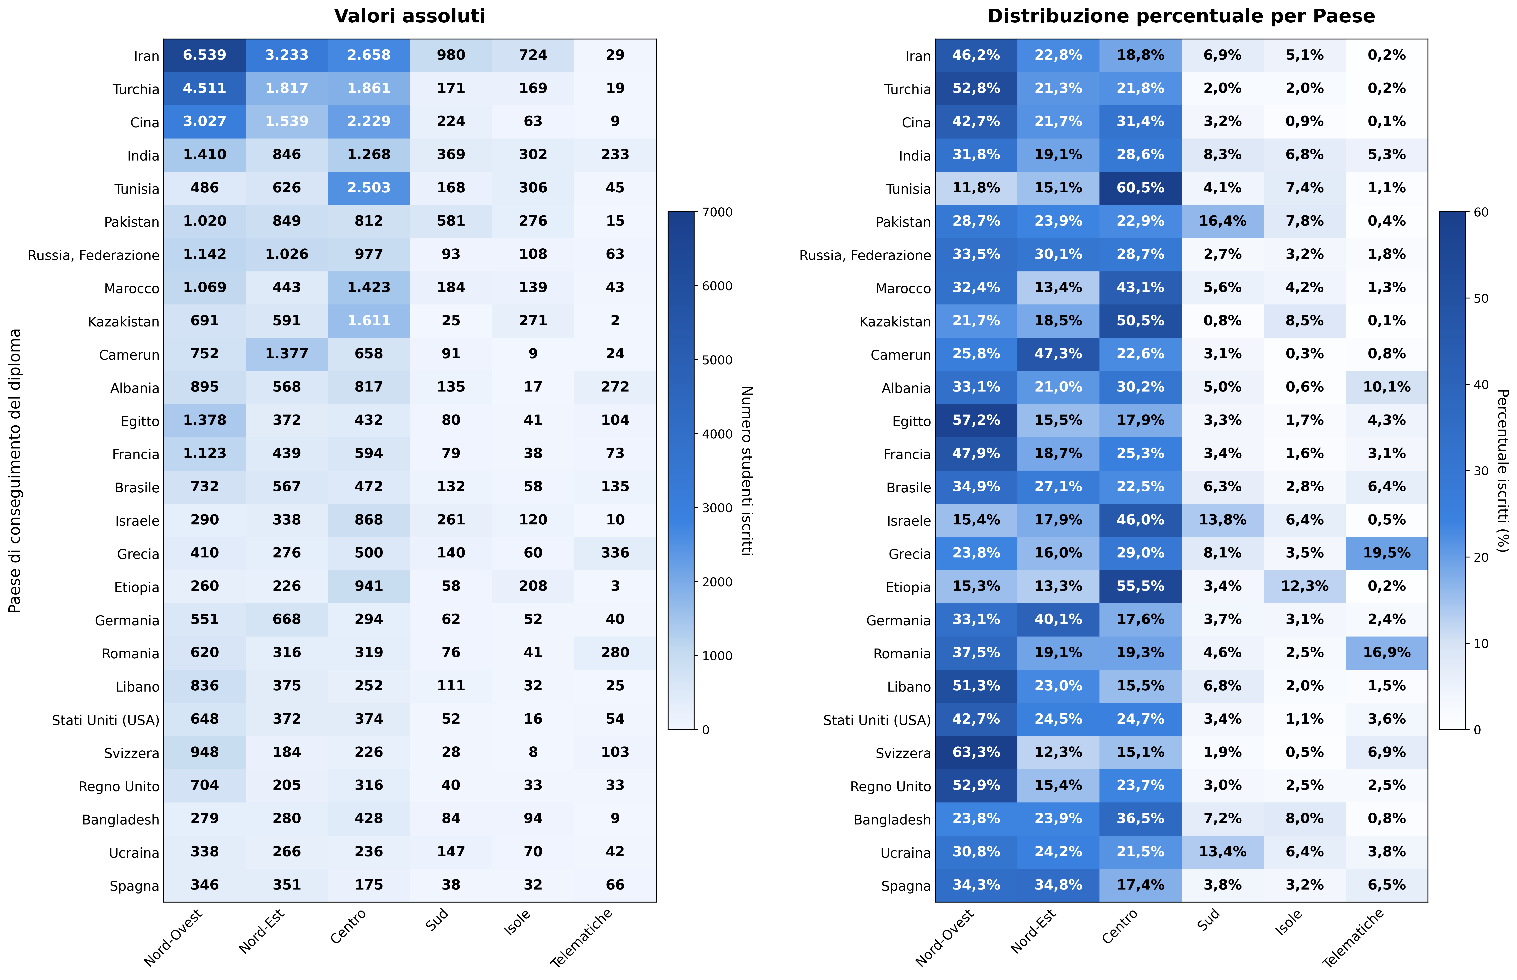 Valori assoluti
Paese di conseguimento del diploma
Iran 6.539 3.233 2.658 980 724 29
Turchia 4.511 1.817 1.861 171 169 19
Cina 3.027 1.539 2.229 224 63 9
India 1.410 846 1.268 369 302 233
Tunisia 486 626 2.503 168 306 45
Pakistan 1.020 849 812 581 276 15
Russia, Federazione 1.142 1.026 977 93 108 63
Marocco 1.069 443 1.423 184 139 43
Kazakistan 691 591 1.611 25 271 2
Camerun 752 1.377 658 91 9 24
Albania 895 568 817 135 17 272
Egitto 1.378 372 432 80 41 104
Francia 1.123 439 594 79 38 73
Brasile 732 567 472 132 58 135
Israele 290 338 868 261 120 10
Grecia 410 276 500 140 60 336
Etiopia 260 226 941 58 208 3
Germania 551 668 294 62 52 40
Romania 620 316 319 76 41 280
Libano 836 375 252 111 32 25
Stati Uniti (USA) 648 372 374 52 16 54
Svizzera 948 184 226 28 8 103
Regno Unito 704 205 316 40 33 33
Bangladesh 279 280 428 84 94 9
Ucraina 338 266 236 147 70 42
Spagna 346 351 175 38 32 66
Nord-Ovest Nord-Est Centro Sud Isole Telematiche
7000
6000
5000
4000
3000
2000
1000
0
Numero studenti iscritti
Distribuzione percentuale per Paese
Iran 46,2% 22,8% 18,8% 6,9% 5,1% 0,2%
Turchia 52,8% 21,3% 21,8% 2,0% 2,0% 0,2%
Cina 42,7% 21,7% 31,4% 3,2% 0,9% 0,1%
India 31,8% 19,1% 28,6% 8,3% 6,8% 5,3%
Tunisia 11,8% 15,1% 60,5% 4,1% 7,4% 1,1%
Pakistan 28,7% 23,9% 22,9% 16,4% 7,8% 0,4%
Russia, Federazione 33,5% 30,1% 28,7% 2,7% 3,2% 1,8%
Marocco 32,4% 13,4% 43,1% 5,6% 4,2% 1,3%
Kazakistan 21,7% 18,5% 50,5% 0,8% 8,5% 0,1%
Camerun 25,8% 47,3% 22,6% 3,1% 0,3% 0,8%
Albania 33,1% 21,0% 30,2% 5,0% 0,6% 10,1%
Egitto 57,2% 15,5% 17,9% 3,3% 1,7% 4,3%
Francia 47,9% 18,7% 25,3% 3,4% 1,6% 3,1%
Brasile 34,9% 27,1% 22,5% 6,3% 2,8% 6,4%
Israele 15,4% 17,9% 46,0% 13,8% 6,4% 0,5%
Grecia 23,8% 16,0% 29,0% 8,1% 3,5% 19,5%
Etiopia 15,3% 13,3% 55,5% 3,4% 12,3% 0,2%
Germania 33,1% 40,1% 17,6% 3,7% 3,1% 2,4%
Romania 37,5% 19,1% 19,3% 4,6% 2,5% 16,9%
Libano 51,3% 23,0% 15,5% 6,8% 2,0% 1,5%
Stati Uniti (USA) 42,7% 24,5% 24,7% 3,4% 1,1% 3,6%
Svizzera 63,3% 12,3% 15,1% 1,9% 0,5% 6,9%
Regno Unito 52,9% 15,4% 23,7% 3,0% 2,5% 2,5%
Bangladesh 23,8% 23,9% 36,5% 7,2% 8,0% 0,8%
Ucraina 30,8% 24,2% 21,5% 13,4% 6,4% 3,8%
Spagna 34,3% 34,8% 17,4% 3,8% 3,2% 6,5%
Nord-Ovest Nord-Est Centro Sud Isole Telematiche
60
50
40
30
20
10
0
Percentuale iscritti (%)